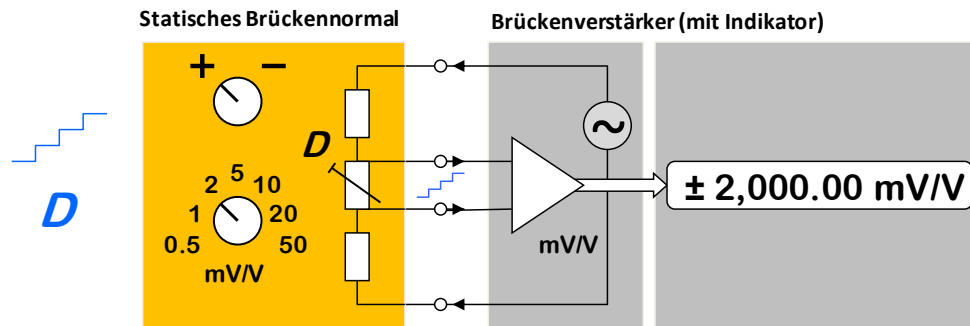 Statisches Brückennormal
Brückenverstärker (mit Indikator)
+ −
D
D
0.5 1 2 5 10 20 50
mV/V
~
mV/V
± 2,000.00 mV/V